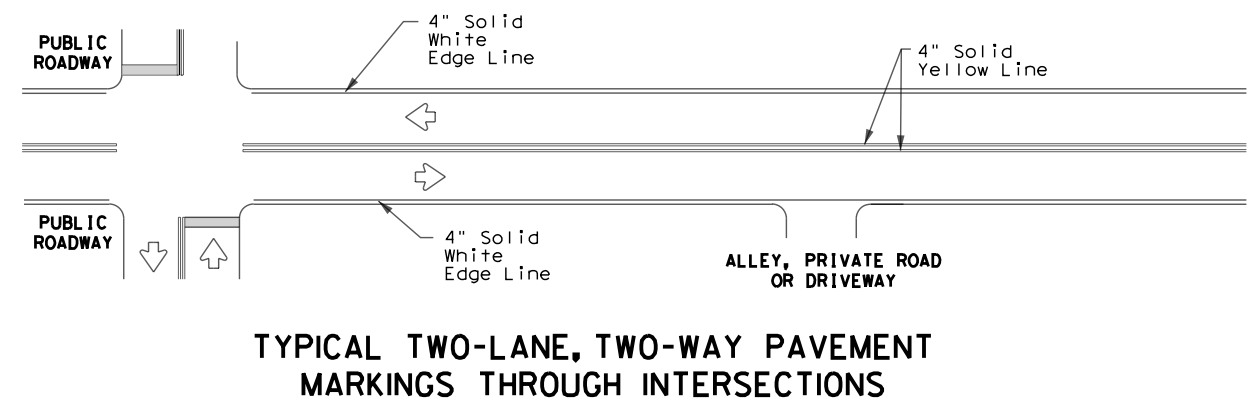 PUBLIC
ROADWAY
4" Solid
White
Edge Line
4" Solid
Yellow Line
PUBLIC
ROADWAY
4" Solid
White
Edge Line
ALLEY, PRIVATE ROAD
OR DRIVEWAY
TYPICAL TWO-LANE, TWO-WAY PAVEMENT
MARKINGS THROUGH INTERSECTIONS